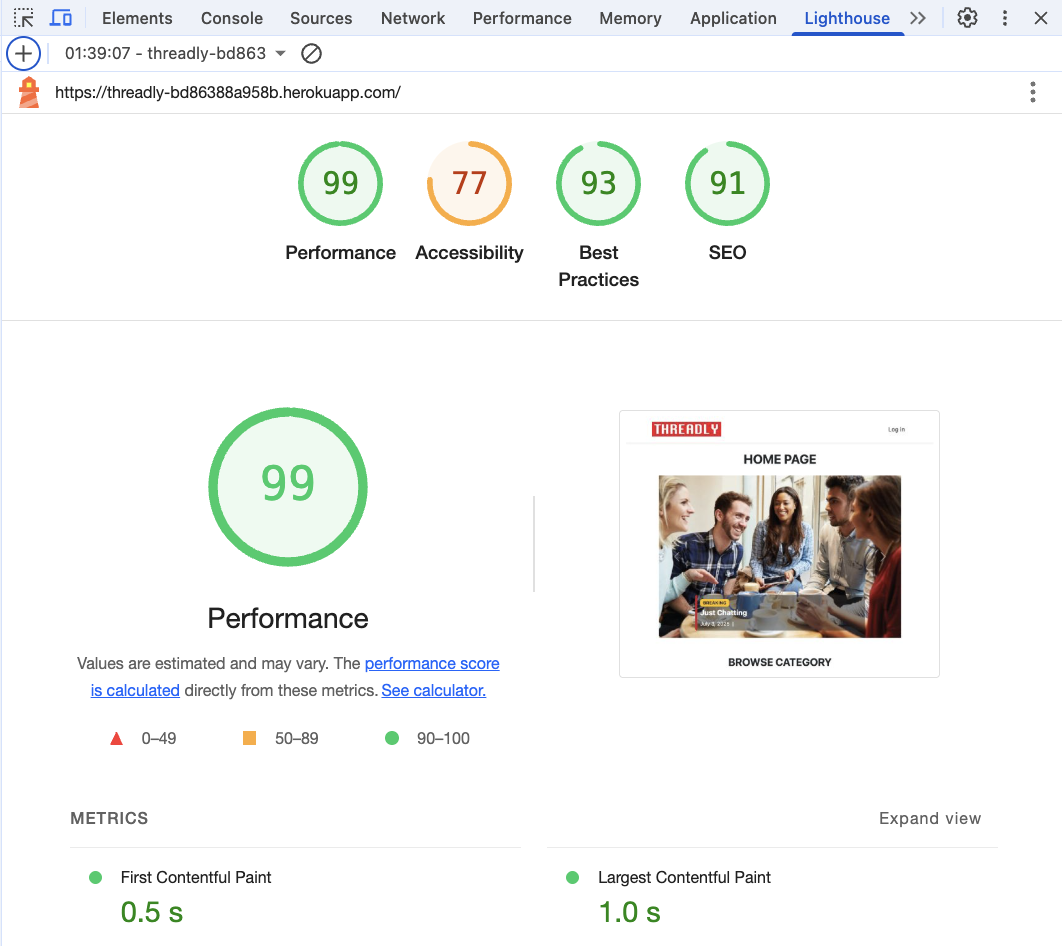 Elements Console Sources Network Performance Memory Application Lighthouse
01:39:07 - threadly-bd863
https://threadly-bd86388a958b.herokuapp.com/
99 77 93 91
Performance Accessibility Best Practices SEO
99
Performance
Values are estimated and may vary. The performance score
is calculated directly from these metrics. See calculator.
0–49 50–89 90–100
THREADLY Log in
HOME PAGE
BREAKING
Just Chatting
BROWSE CATEGORY
METRICS Expand view
First Contentful Paint
0.5 s
Largest Contentful Paint
1.0 s